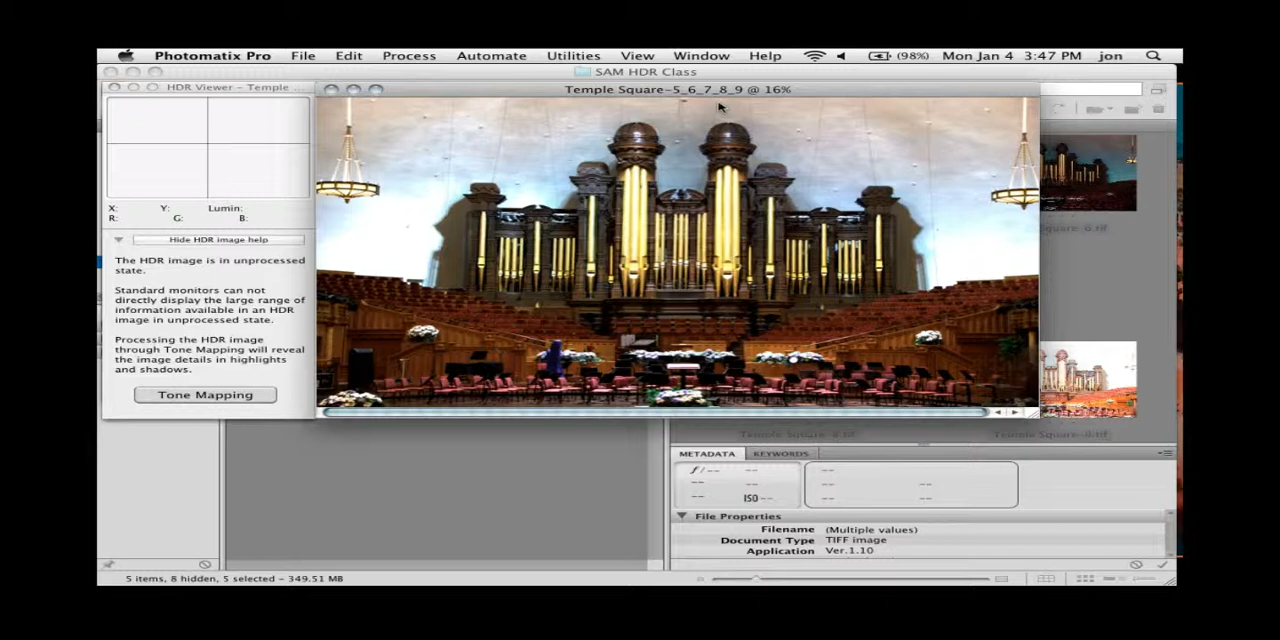 Photomatix Pro File Edit Process Automate Utilities View Window Help (98%) Mon Jan 4 3:47 PM jon
SAM HDR Class
HDR Viewer - Temple ...
Temple Square-5_6_7_8_9 @ 16%
X: Y: Lumin:
R: G: B:
Hide HDR image help
The HDR image is in unprocessed
state.
Standard monitors can not
directly display the large range of
information available in an HDR
image in unprocessed state.
Processing the HDR image
through Tone Mapping will reveal
the image details in highlights
and shadows.
Tone Mapping
METADATA KEYWORDS
f/-- -- --
-- -- -- --
-- ISO -- -- --
File Properties
Filename (Multiple values)
Document Type TIFF image
Application Ver.1.10
5 items, 8 hidden, 5 selected - 349.51 MB